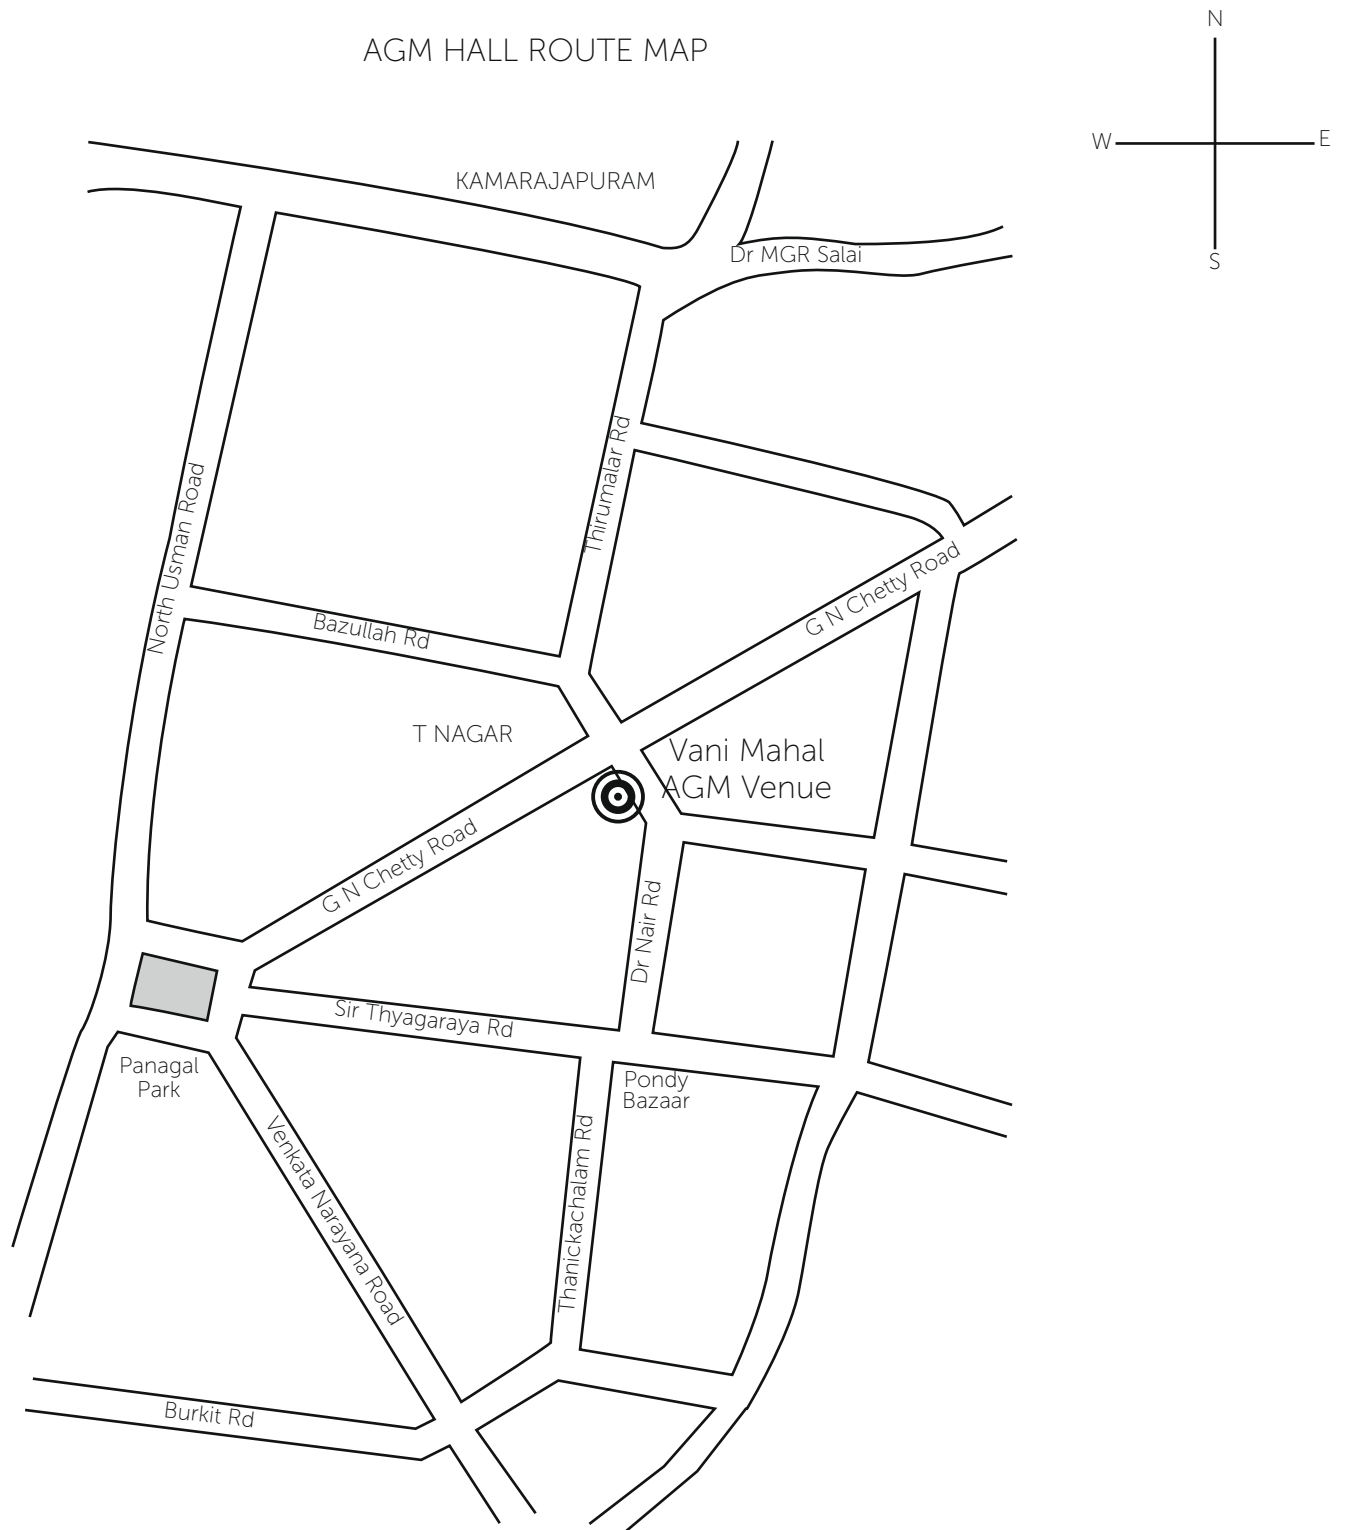 N
AGM HALL ROUTE MAP
W
E
KAMARAJAPURAM
Dr MGR Salai
S
Thirumalar Rd
North Usman Road
G N Chetty Road
Bazullah Rd
T NAGAR
Vani Mahal
AGM Venue
G N Chetty Road
Dr Nair Rd
Sir Thyagaraya Rd
Panagal
Park
Pondy
Bazaar
Venkata Narayana Road
Thanickachalam Rd
Burkit Rd